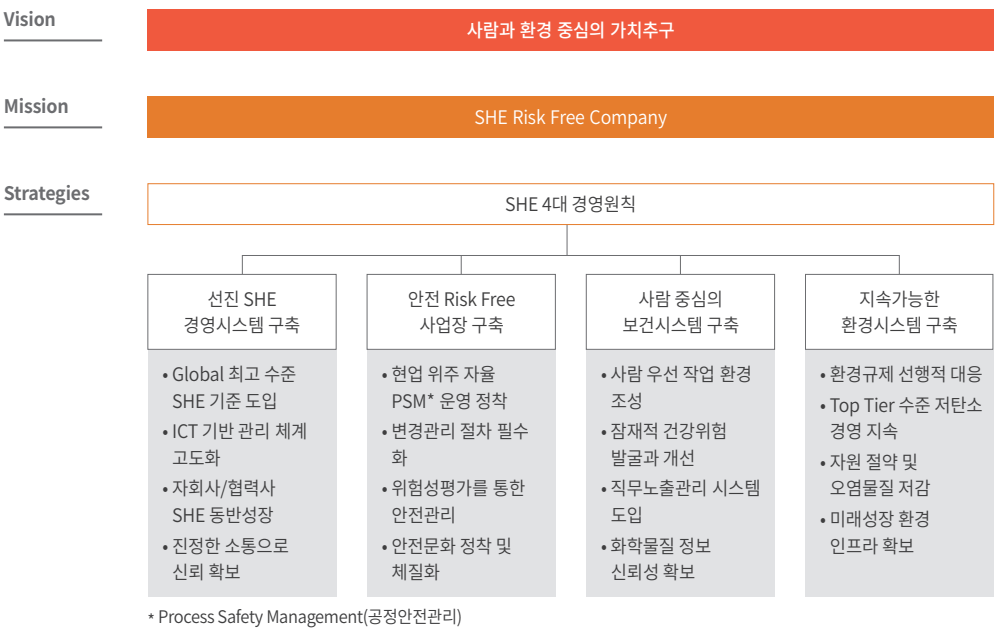 Vision
사람과 환경 중심의 가치추구
Mission
SHE Risk Free Company
Strategies
SHE 4대 경영원칙
선진 SHE
경영시스템 구축
• Global 최고 수준
SHE 기준 도입
• ICT 기반 관리 체계
고도화
• 자회사/협력사
SHE 동반성장
• 진정한 소통으로
신뢰 확보
안전 Risk Free
사업장 구축
• 현업 위주 자율
PSM* 운영 정착
• 변경관리 절차 필수
화
• 위험성평가를 통한
안전관리
• 안전문화 정착 및
체질화
사람 중심의
보건시스템 구축
• 사람 우선 작업 환경
조성
• 잠재적 건강위험
발굴과 개선
• 직무노출관리 시스템
도입
• 화학물질 정보
신뢰성 확보
지속가능한
환경시스템 구축
• 환경규제 선행적 대응
• Top Tier 수준 저탄소
경영 지속
• 자원 절약 및
오염물질 저감
• 미래성장 환경
인프라 확보
* Process Safety Management(공정안전관리)